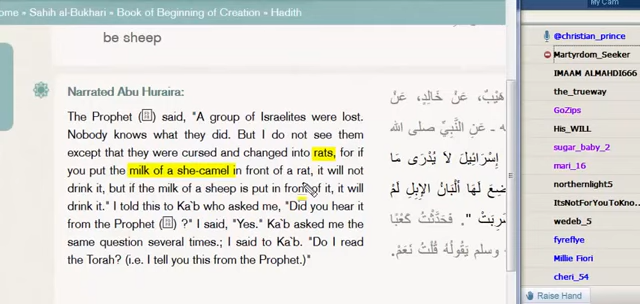 ome » Sahih al-Bukhari » Book of Beginning of Creation » Hadith
be sheep
Narrated Abu Huraira:
The Prophet (ﷺ) said, "A group of Israelites were lost.
Nobody knows what they did. But I do not see them
except that they were cursed and changed into rats, for if
you put the milk of a she-camel in front of a rat, it will not
drink it, but if the milk of a sheep is put in front of it, it will
drink it." I told this to Ka`b who asked me, "Did you hear it
from the Prophet (ﷺ) ?" I said, "Yes." Ka`b asked me the
same question several times.; I said to Ka`b. "Do I read
the Torah? (i.e. I tell you this from the Prophet.)"
عَنْ خَالِدٍ، عَنْ
عَنِ النَّبِيِّ صلى الله
إِسْرَائِيلَ لاَ يُدْرَى مَا
لَهَا أَلْبَانُ الإِبِلِ لَمْ
فَحَدَّثْتُ كَعْبًا
وسلم يَقُولُهُ قُلْتُ نَعَمْ.
My Cam
@christian_prince
Martyrdom_Seeker
IMAAM ALMAHDI666
the_trueway
GoZips
His_WILL
sugar_baby_2
mari_16
northernlight5
ItsNotForYouToKno
wedeb_5
fyreflye
Millie Fiori
cheri_54
Raise Hand